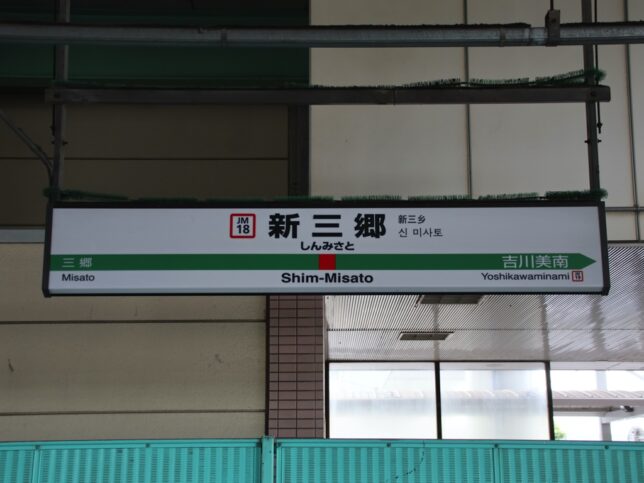 JM
18
新三郷
新三乡
신 미사토
しんみさと
三郷
吉川美南
Misato
Shim-Misato
Yoshikawaminami